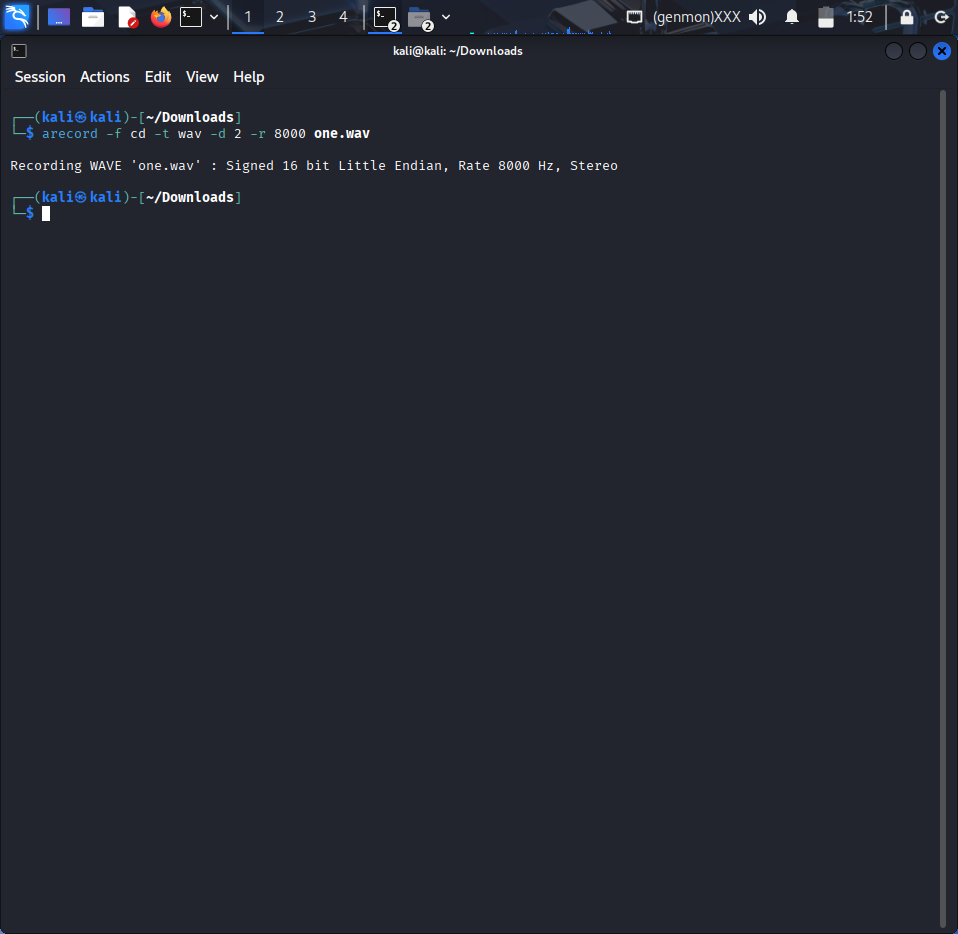 1 2 3 4 2 2 (genmon)XXX 1:52
kali@kali: ~/Downloads
Session Actions Edit View Help
┌──(kali㉿kali)-[~/Downloads]
└─$ arecord -f cd -t wav -d 2 -r 8000 one.wav
Recording WAVE 'one.wav' : Signed 16 bit Little Endian, Rate 8000 Hz, Stereo
┌──(kali㉿kali)-[~/Downloads]
└─$